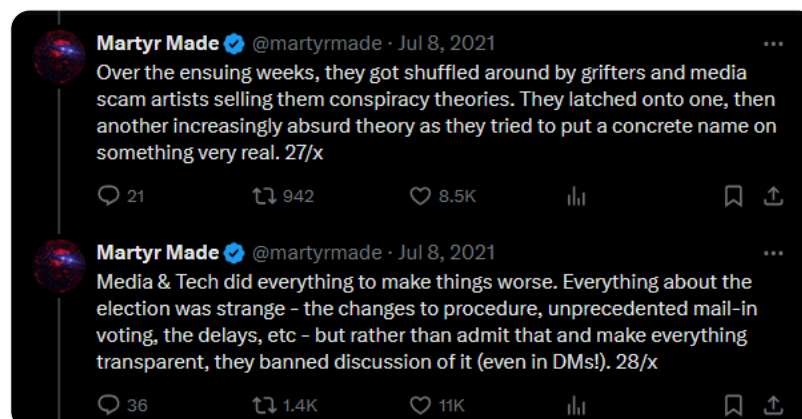 Martyr Made @martyrmade · Jul 8, 2021
Over the ensuing weeks, they got shuffled around by grifters and media
scam artists selling them conspiracy theories. They latched onto one, then
another increasingly absurd theory as they tried to put a concrete name on
something very real. 27/x
21 942 8.5K
Martyr Made @martyrmade · Jul 8, 2021
Media & Tech did everything to make things worse. Everything about the
election was strange - the changes to procedure, unprecedented mail-in
voting, the delays, etc - but rather than admit that and make everything
transparent, they banned discussion of it (even in DMs!). 28/x
36 1.4K 11K